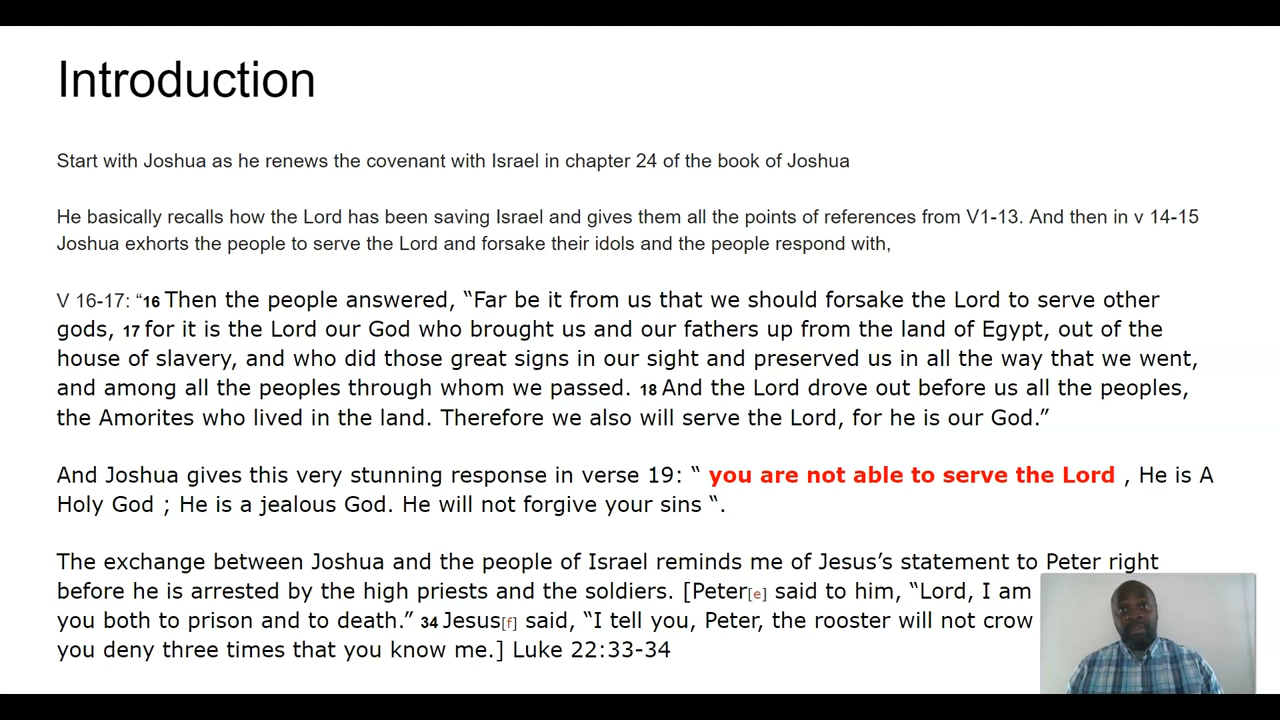 Introduction
Start with Joshua as he renews the covenant with Israel in chapter 24 of the book of Joshua
He basically recalls how the Lord has been saving Israel and gives them all the points of references from V1-13. And then in v 14-15
Joshua exhorts the people to serve the Lord and forsake their idols and the people respond with,
V 16-17: “16 Then the people answered, “Far be it from us that we should forsake the Lord to serve other
gods, 17 for it is the Lord our God who brought us and our fathers up from the land of Egypt, out of the
house of slavery, and who did those great signs in our sight and preserved us in all the way that we went,
and among all the peoples through whom we passed. 18 And the Lord drove out before us all the peoples,
the Amorites who lived in the land. Therefore we also will serve the Lord, for he is our God.”
And Joshua gives this very stunning response in verse 19: “ you are not able to serve the Lord , He is A
Holy God ; He is a jealous God. He will not forgive your sins “.
The exchange between Joshua and the people of Israel reminds me of Jesus’s statement to Peter right
before he is arrested by the high priests and the soldiers. [Peter[e] said to him, “Lord, I am
you both to prison and to death.” 34 Jesus[f] said, “I tell you, Peter, the rooster will not crow
you deny three times that you know me.] Luke 22:33-34